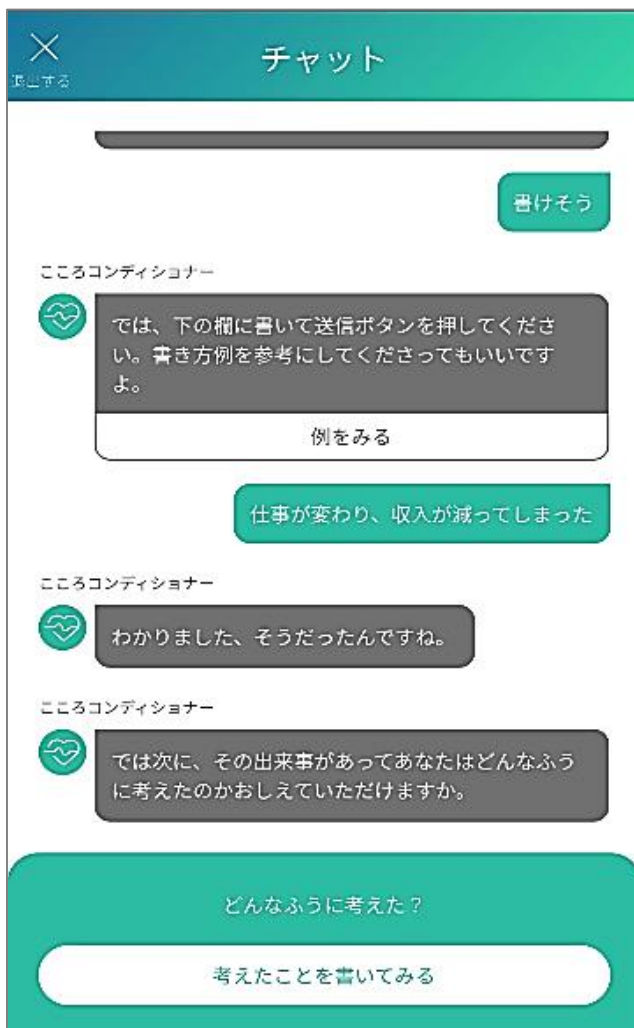 チャット
退出する
書けそう
こころコンディショナー
では、下の欄に書いて送信ボタンを押してくださ
い。書き方例を参考にしてくださってもいいです
よ。
例をみる
仕事が変わり、収入が減ってしまった
こころコンディショナー
わかりました、そうだったんですね。
こころコンディショナー
では次に、その出来事があってあなたはどんなふう
に考えたのかおしえていただけますか。
どんなふうに考えた？
考えたことを書いてみる